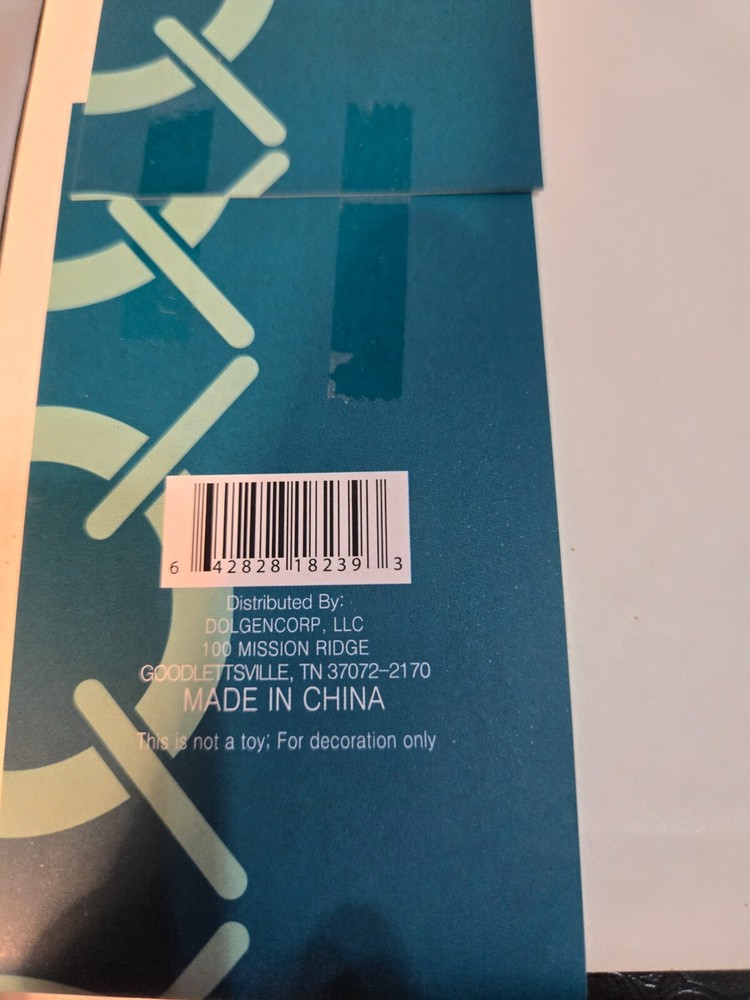 6 42828 18239 3
Distributed By:
DOLGENCORP, LLC
100 MISSION RIDGE
GOODLETTSVILLE, TN 37072-2170
MADE IN CHINA
This is not a toy; For decoration only